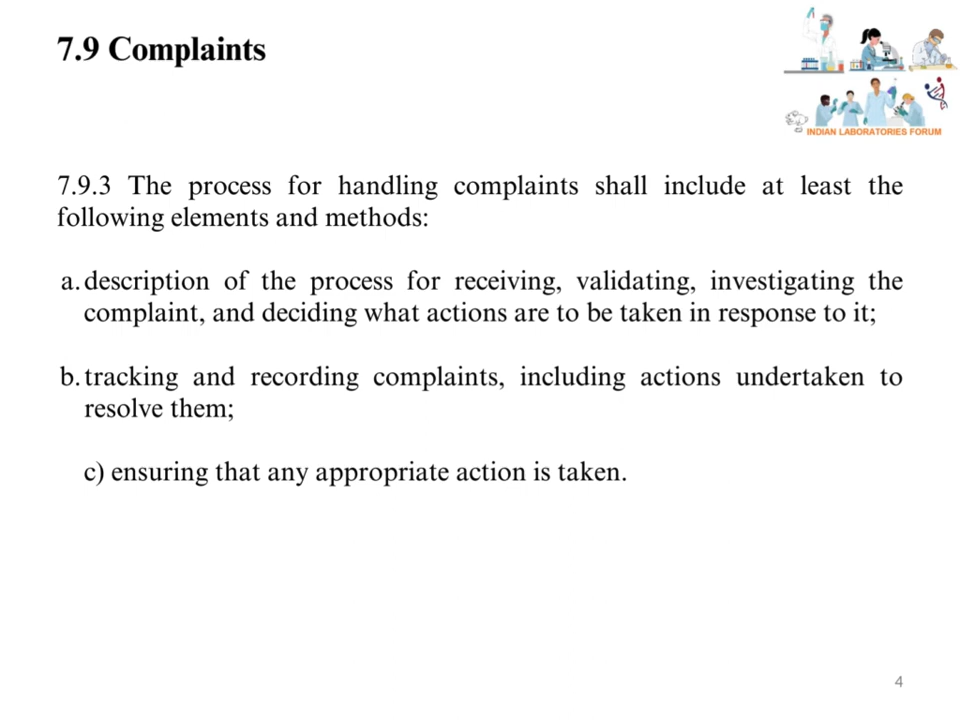 7.9 Complaints
INDIAN LABORATORIES FORUM
7.9.3 The process for handling complaints shall include at least the
following elements and methods:
a. description of the process for receiving, validating, investigating the
complaint, and deciding what actions are to be taken in response to it;
b. tracking and recording complaints, including actions undertaken to
resolve them;
c) ensuring that any appropriate action is taken.
4